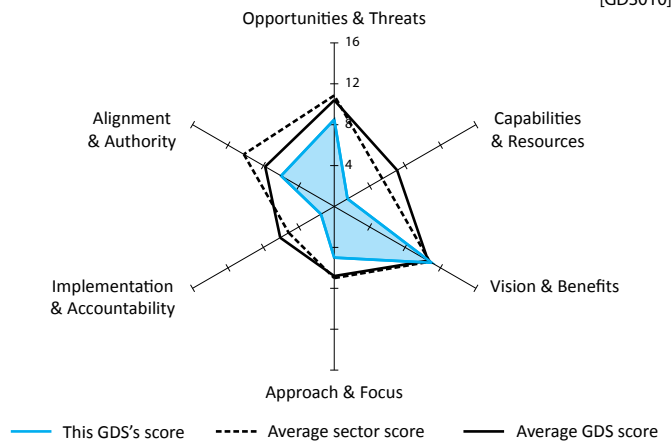 [GDS010]
Opportunities & Threats
16
12
8
4
Alignment
& Authority
Capabilities
& Resources
Implementation
& Accountability
Vision & Benefits
Approach & Focus
This GDS's score
Average sector score
Average GDS score